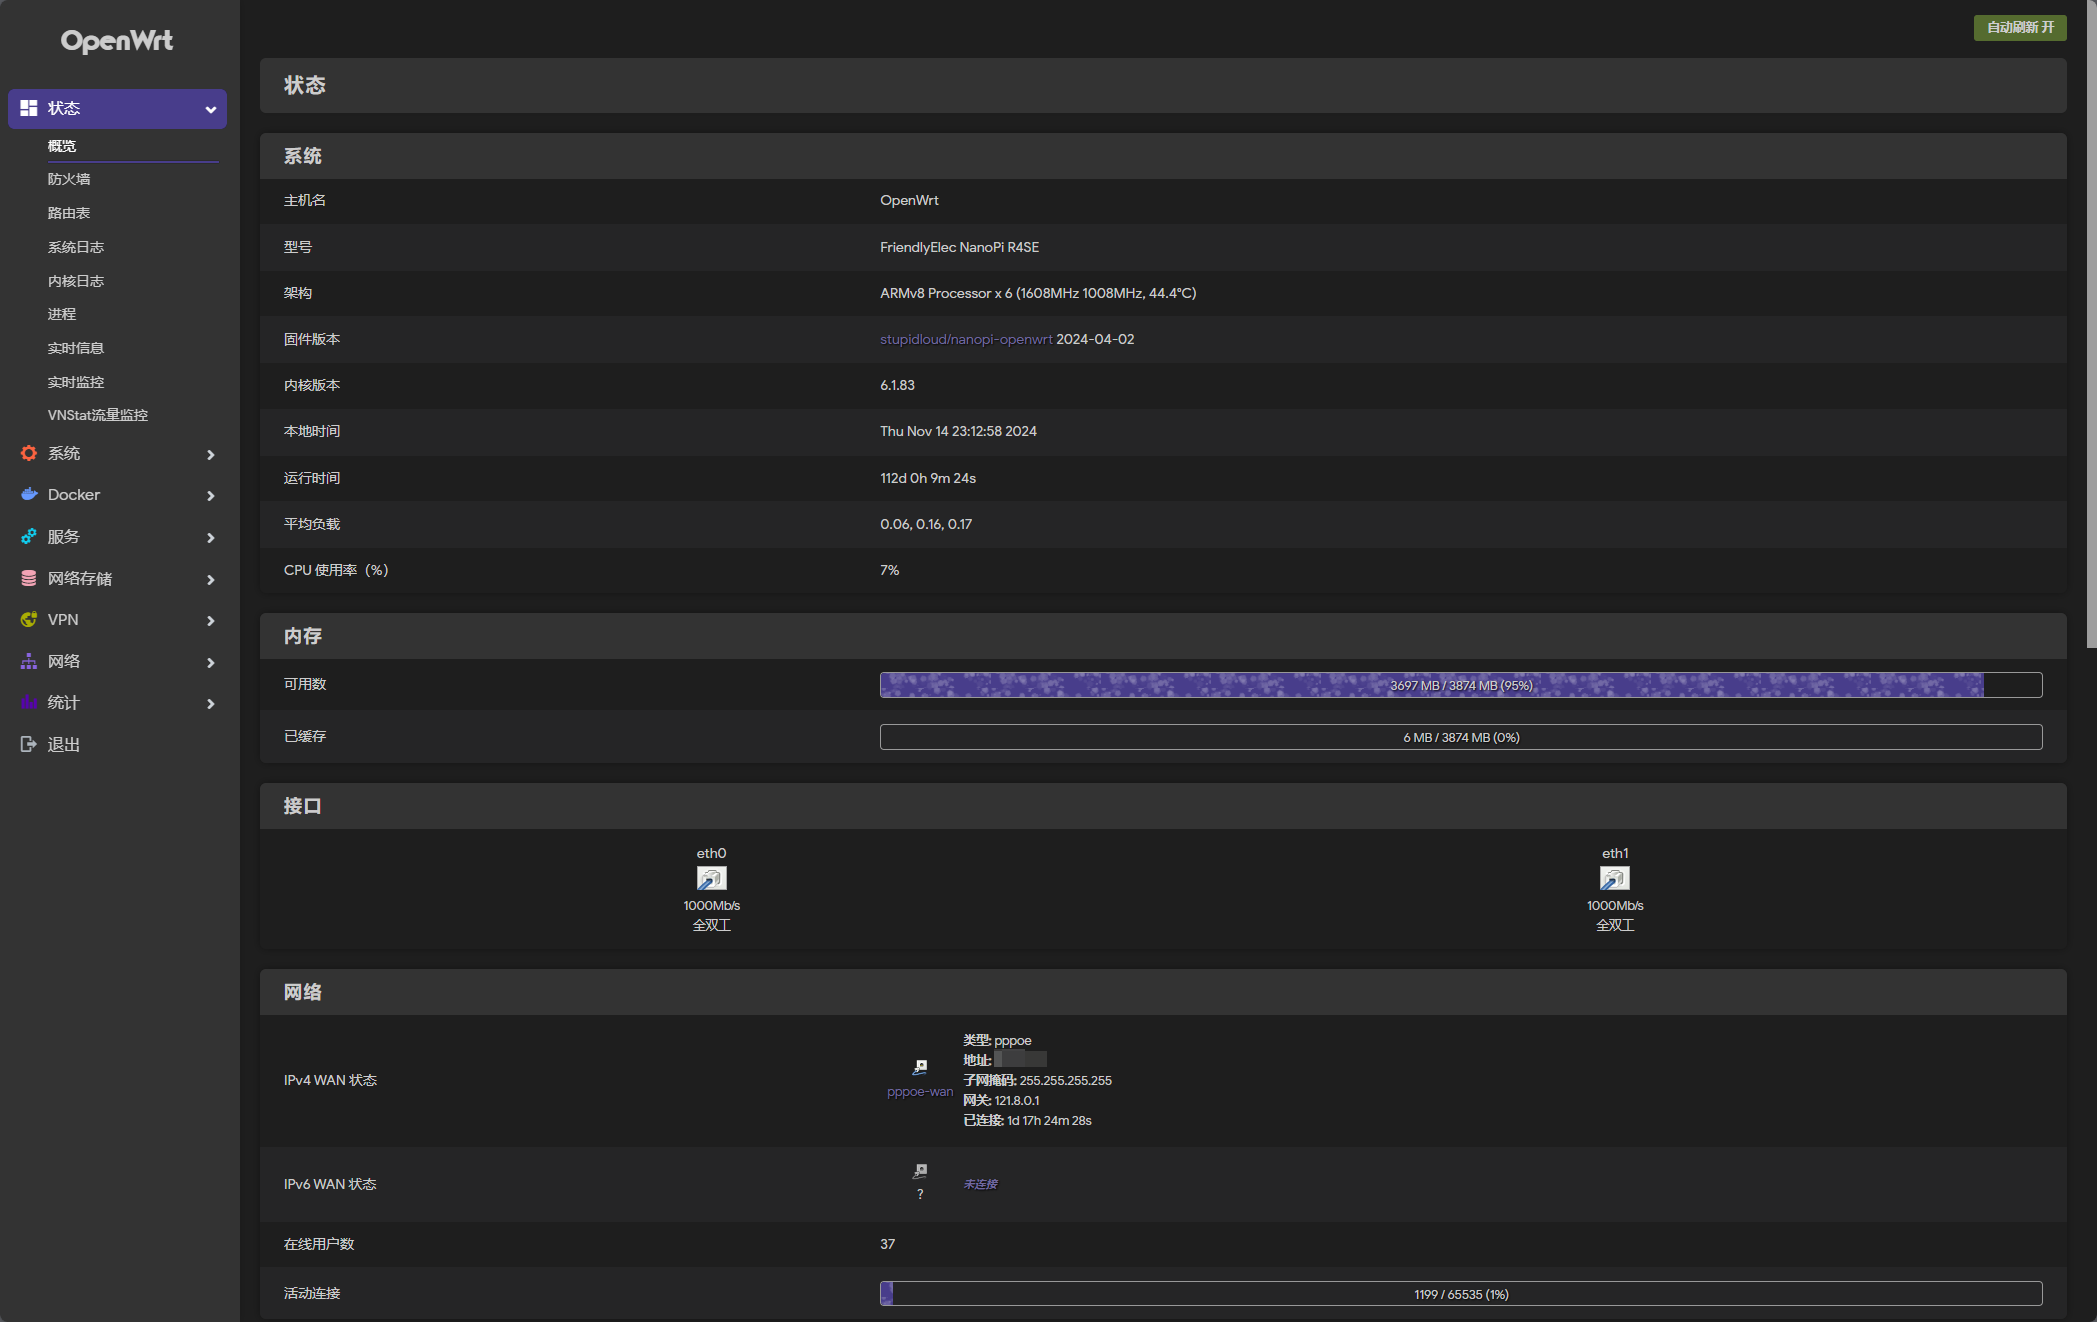 OpenWrt
状态
概览
防火墙
路由表
系统日志
内核日志
进程
实时信息
实时监控
VNStat流量监控
系统
Docker
服务
网络存储
VPN
网络
统计
退出
自动刷新 开
状态
系统
主机名 OpenWrt
型号 FriendlyElec NanoPi R4SE
架构 ARMv8 Processor x 6 (1608MHz 1008MHz, 44.4°C)
固件版本 stupidloud/nanopi-openwrt 2024-04-02
内核版本 6.1.83
本地时间 Thu Nov 14 23:12:58 2024
运行时间 112d 0h 9m 24s
平均负载 0.06, 0.16, 0.17
CPU 使用率（%） 7%
内存
可用数 3697 MB / 3874 MB (95%)
已缓存 6 MB / 3874 MB (0%)
接口
eth0 eth1
1000Mb/s 1000Mb/s
全双工 全双工
网络
IPv4 WAN 状态
pppoe-wan
类型: pppoe
地址:
子网掩码: 255.255.255.255
网关: 121.8.0.1
已连接: 1d 17h 24m 28s
IPv6 WAN 状态
?
未连接
在线用户数 37
活动连接 1199 / 65535 (1%)